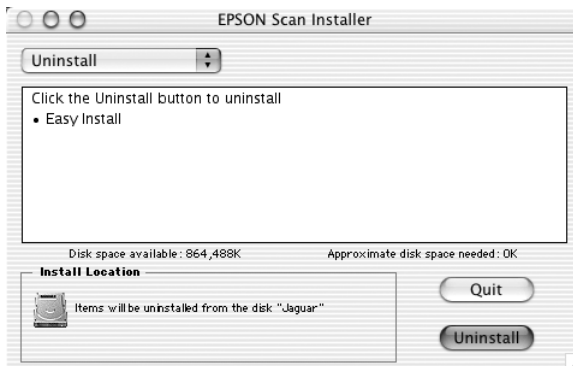 EPSON Scan Installer
Uninstall
Click the Uninstall button to uninstall
• Easy Install
Disk space available: 864,488K Approximate disk space needed: 0K
Install Location
Items will be uninstalled from the disk "Jaguar"
Quit
Uninstall